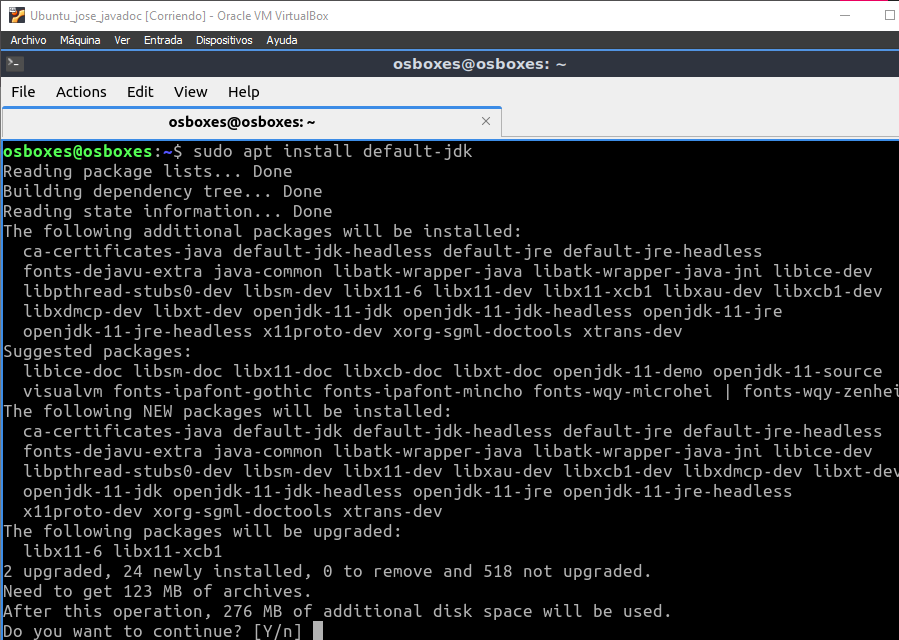 Ubuntu_jose_javadoc [Corriendo] - Oracle VM VirtualBox
Archivo Máquina Ver Entrada Dispositivos Ayuda
osboxes@osboxes: ~
File Actions Edit View Help
osboxes@osboxes: ~
osboxes@osboxes:~$ sudo apt install default-jdk
Reading package lists... Done
Building dependency tree... Done
Reading state information... Done
The following additional packages will be installed:
  ca-certificates-java default-jdk-headless default-jre default-jre-headless
  fonts-dejavu-extra java-common libatk-wrapper-java libatk-wrapper-java-jni libice-dev
  libpthread-stubs0-dev libsm-dev libx11-6 libx11-dev libx11-xcb1 libxau-dev libxcb1-dev
  libxdmcp-dev libxt-dev openjdk-11-jdk openjdk-11-jdk-headless openjdk-11-jre
  openjdk-11-jre-headless x11proto-dev xorg-sgml-doctools xtrans-dev
Suggested packages:
  libice-doc libsm-doc libx11-doc libxcb-doc libxt-doc openjdk-11-demo openjdk-11-source
  visualvm fonts-ipafont-gothic fonts-ipafont-mincho fonts-wqy-microhei | fonts-wqy-zenhei
The following NEW packages will be installed:
  ca-certificates-java default-jdk default-jdk-headless default-jre default-jre-headless
  fonts-dejavu-extra java-common libatk-wrapper-java libatk-wrapper-java-jni libice-dev
  libpthread-stubs0-dev libsm-dev libx11-dev libxau-dev libxcb1-dev libxdmcp-dev libxt-dev
  openjdk-11-jdk openjdk-11-jdk-headless openjdk-11-jre openjdk-11-jre-headless
  x11proto-dev xorg-sgml-doctools xtrans-dev
The following packages will be upgraded:
  libx11-6 libx11-xcb1
2 upgraded, 24 newly installed, 0 to remove and 518 not upgraded.
Need to get 123 MB of archives.
After this operation, 276 MB of additional disk space will be used.
Do you want to continue? [Y/n]